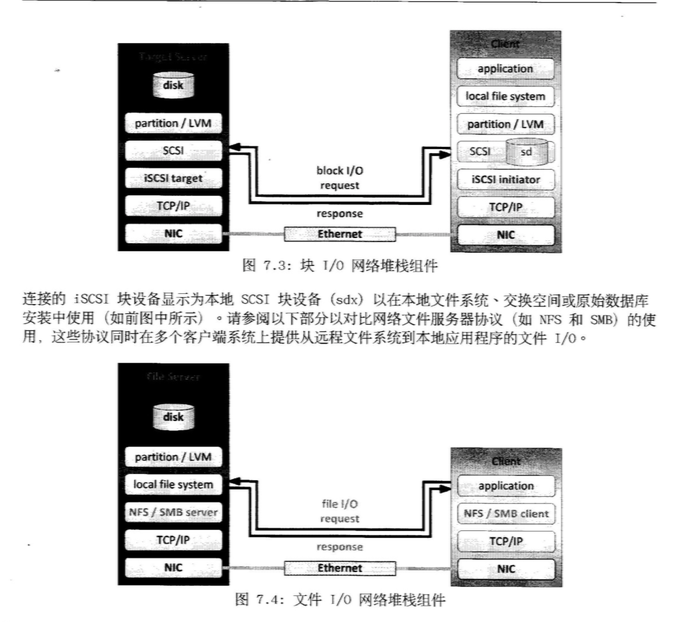 Target Server
disk
partition / LVM
SCSI
iSCSI target
TCP/IP
NIC
block I/O
request
response
Ethernet
Client
application
local file system
partition / LVM
SCSI
sd
iSCSI initiator
TCP/IP
NIC
图 7.3: 块 I/O 网络堆栈组件
连接的 iSCSI 块设备显示为本地 SCSI 块设备 (sdx) 以在本地文件系统、交换空间或原始数据库
安装中使用 (如前图中所示) 。请参阅以下部分以对比网络文件服务器协议 (如 NFS 和 SMB) 的使
用, 这些协议同时在多个客户端系统上提供从远程文件系统到本地应用程序的文件 I/O。
File Server
disk
partition / LVM
local file system
NFS / SMB server
TCP/IP
NIC
file I/O
request
response
Ethernet
Client
application
NFS / SMB client
TCP/IP
NIC
图 7.4: 文件 I/O 网络堆栈组件